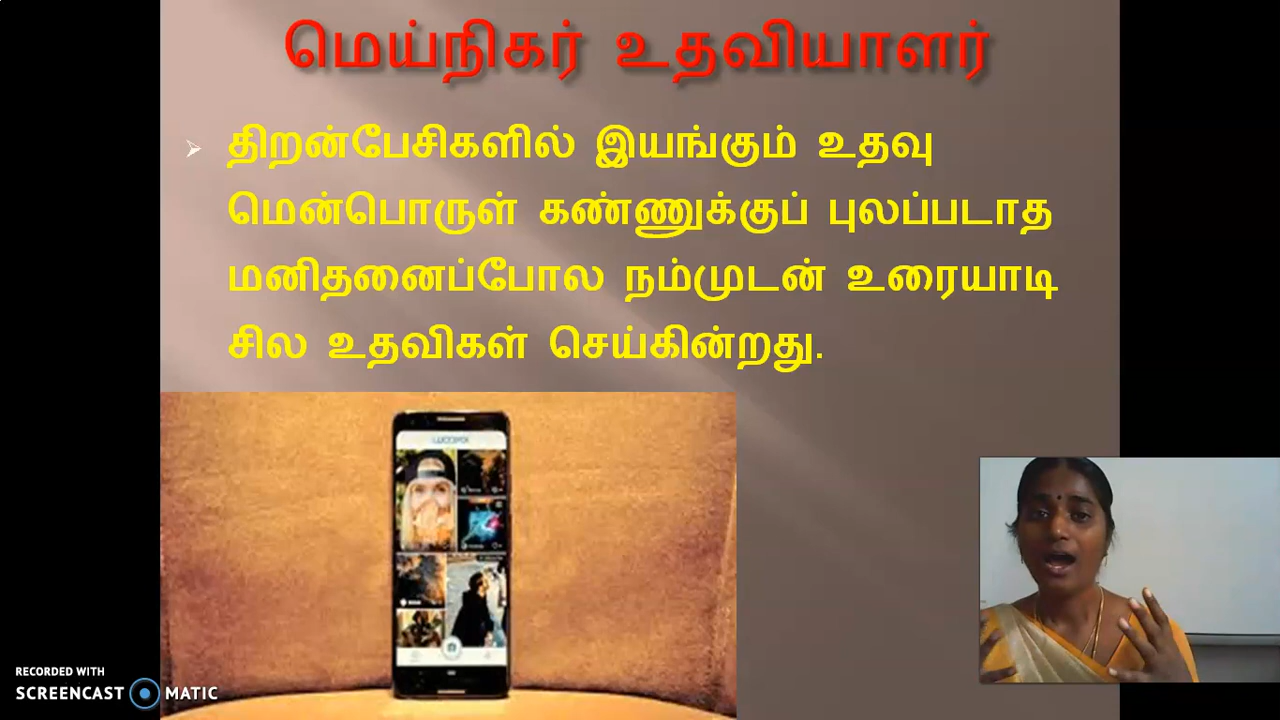 மெய்நிகர் உதவியாளர்
திறன்பேசிகளில் இயங்கும் உதவு
மென்பொருள் கண்ணுக்குப் புலப்படாத
மனிதனைப்போல நம்முடன் உரையாடி
சில உதவிகள் செய்கின்றது.
RECORDED WITH
SCREENCAST MATIC